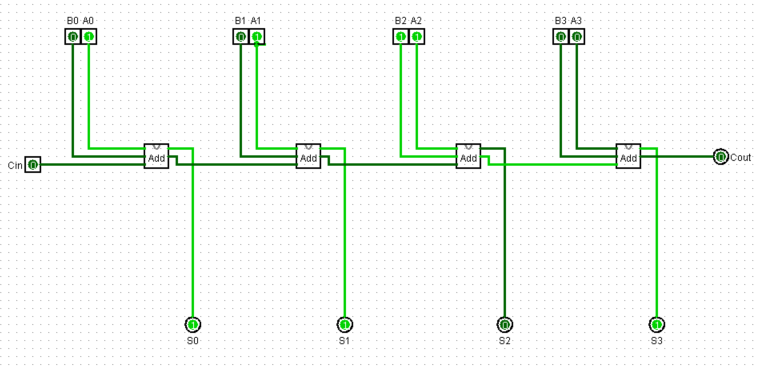 B0 A0 B1 A1 B2 A2 B3 A3
0 1 0 1 1 1 0 0
Cin 0 Add Add Add Add 0 Cout
1 1 0 1
S0 S1 S2 S3